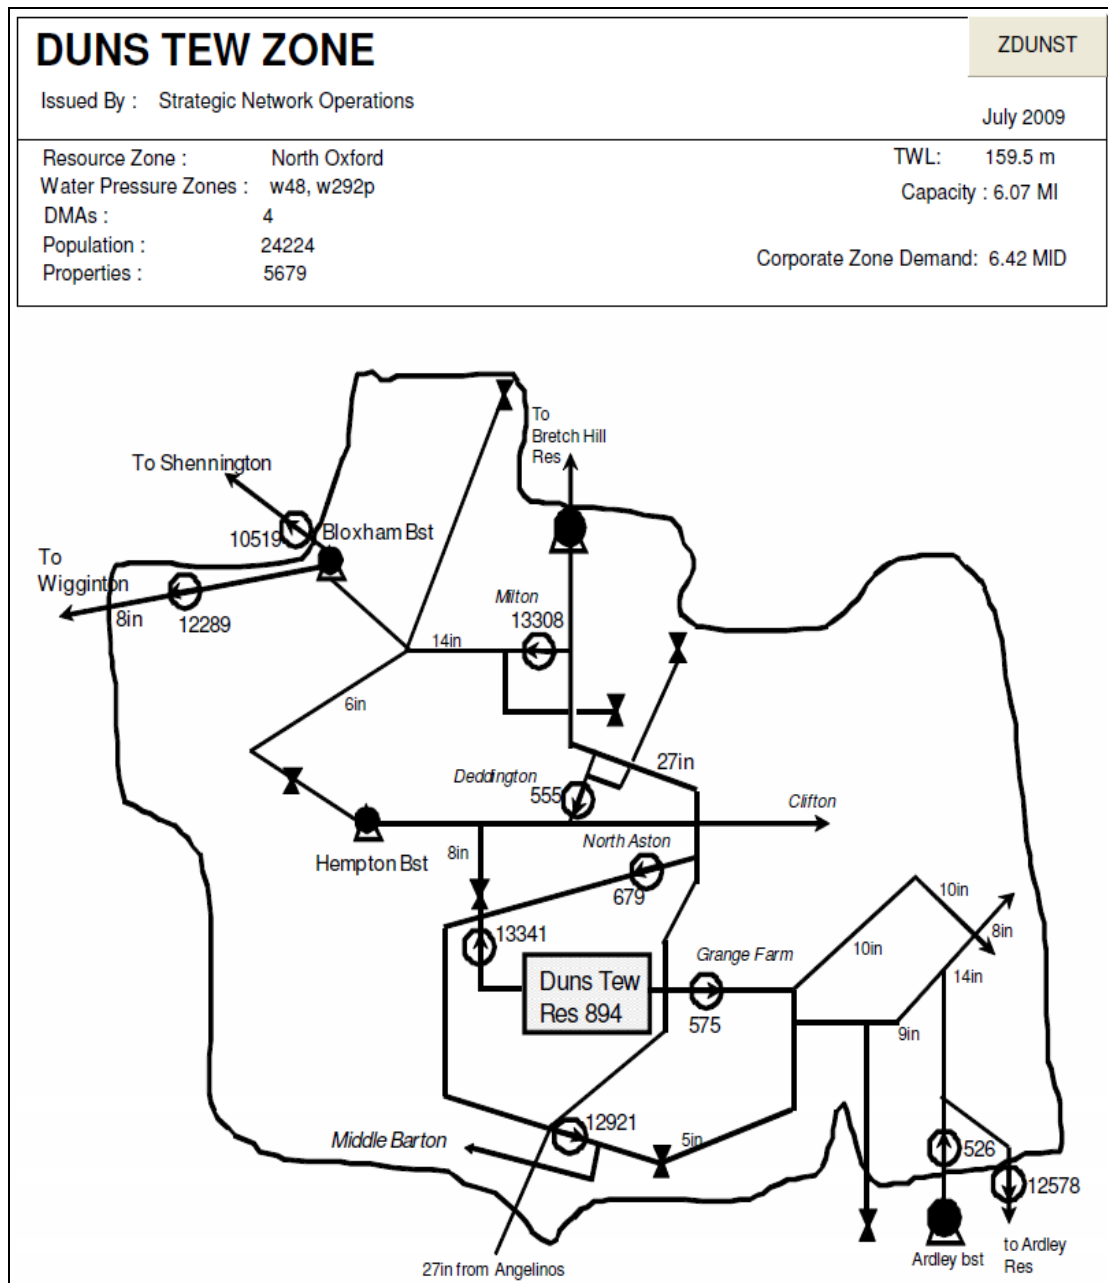 DUNS TEW ZONE
ZDUNST
Issued By : Strategic Network Operations
July 2009
Resource Zone : North Oxford
TWL: 159.5 m
Water Pressure Zones : w48, w292p
Capacity : 6.07 Ml
DMAs : 4
Population : 24224
Corporate Zone Demand: 6.42 MlD
Properties : 5679
To
Bretch Hill
Res
To Shennington
10519
Bloxham Bst
To
Wigginton
8in
12289
Milton
13308
14in
6in
27in
Deddington
555
Clifton
North Aston
8in
Hempton Bst
679
10in
13341
8in
Grange Farm
10in
Duns Tew
Res 894
14in
575
9in
12921
Middle Barton
5in
526
12578
Ardley bst
to Ardley
Res
27in from Angelinos